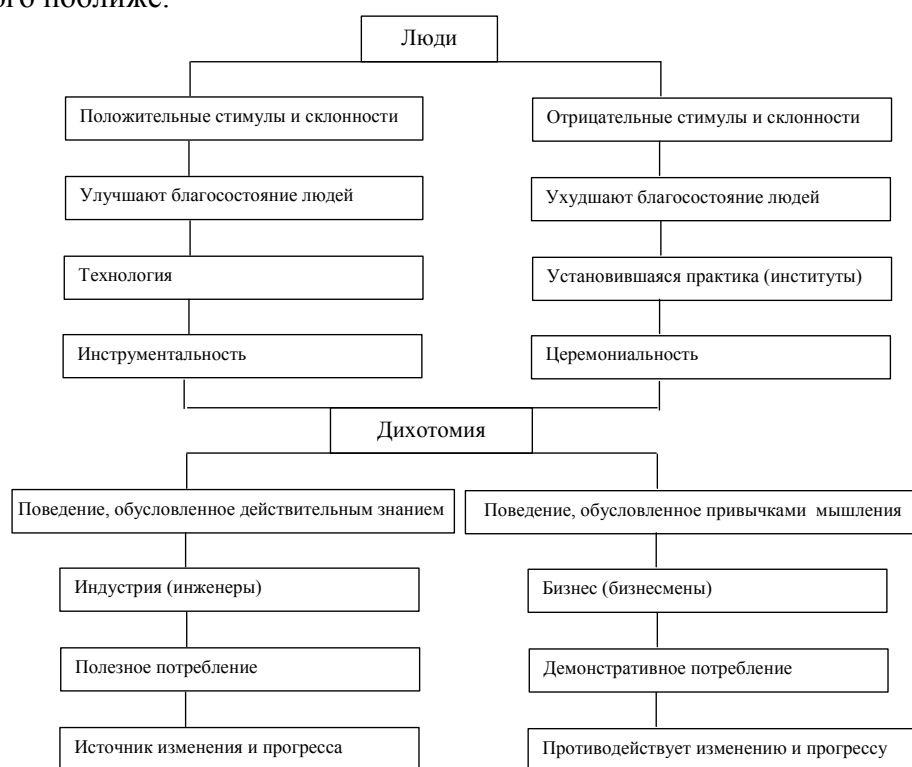 поближе.
Люди
Положительные стимулы и склонности
Отрицательные стимулы и склонности
Улучшают благосостояние людей
Ухудшают благосостояние людей
Технология
Установившаяся практика (институты)
Инструментальность
Церемониальность
Дихотомия
Поведение, обусловленное действительным знанием
Поведение, обусловленное привычками мышления
Индустрия (инженеры)
Бизнес (бизнесмены)
Полезное потребление
Демонстративное потребление
Источник изменения и прогресса
Противодействует изменению и прогрессу